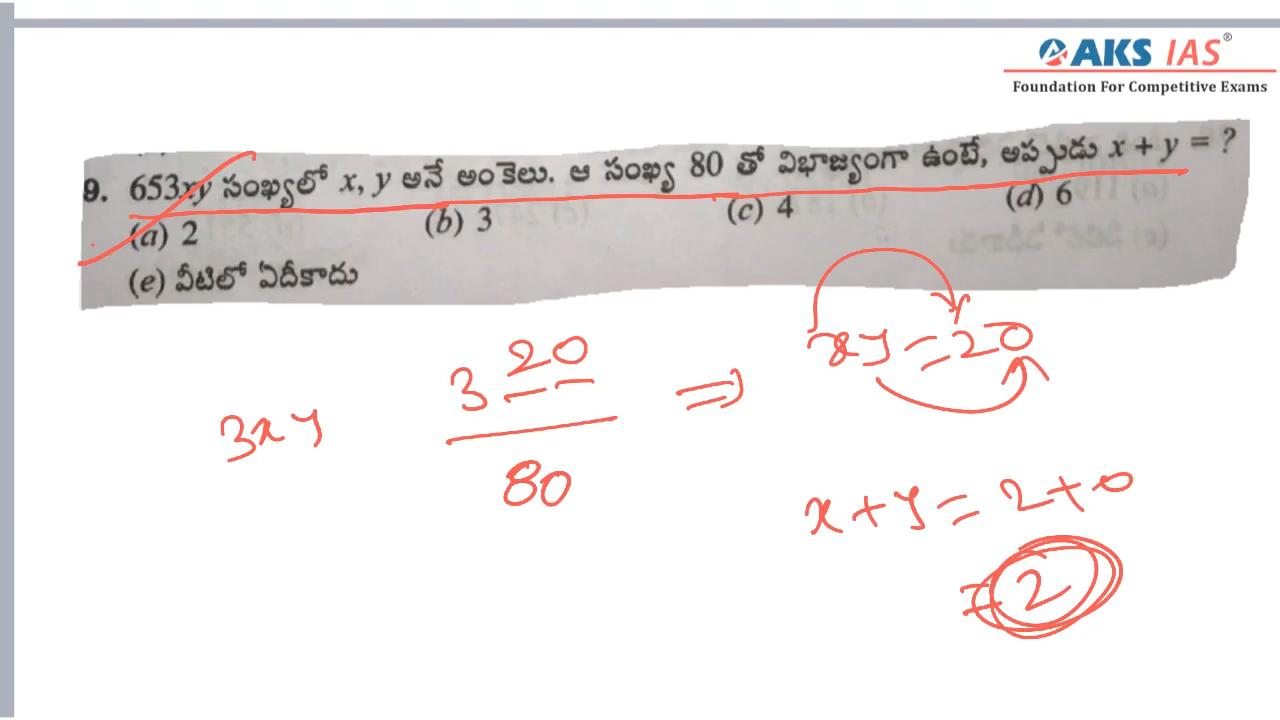 AKS IAS®
Foundation For Competitive Exams
9. 653xy సంఖ్యలో x, y అనే అంకెలు. ఆ సంఖ్య 80 తో విభాజ్యంగా ఉంటే, అప్పుడు x + y = ?
(a) 2 (b) 3 (c) 4 (d) 6
(e) వీటిలో ఏదీకాదు
3xy 320/80 ⇒ xy = 20
x + y = 2 + 0
= 2